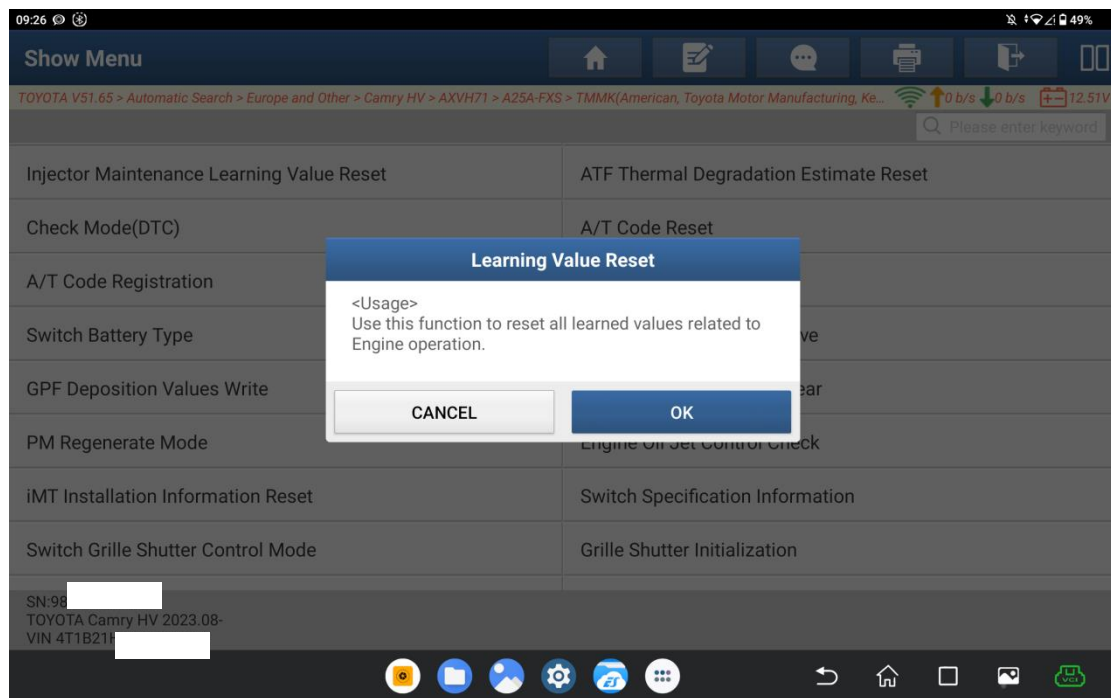 09:26
49%
Show Menu
TOYOTA V51.65 > Automatic Search > Europe and Other > Camry HV > AXVH71 > A25A-FXS > TMMK(American, Toyota Motor Manufacturing, Ke...
0 b/s 0 b/s
12.51V
Please enter keyword
Injector Maintenance Learning Value Reset
ATF Thermal Degradation Estimate Reset
Check Mode(DTC)
A/T Code Reset
A/T Code Registration
Switch Battery Type
ve
GPF Deposition Values Write
ear
PM Regenerate Mode
Engine Oil Jet Control Check
iMT Installation Information Reset
Switch Specification Information
Switch Grille Shutter Control Mode
Grille Shutter Initialization
Learning Value Reset
<Usage>
Use this function to reset all learned values related to
Engine operation.
CANCEL
OK
SN:98
TOYOTA Camry HV 2023.08-
VIN 4T1B21
ES
VCI